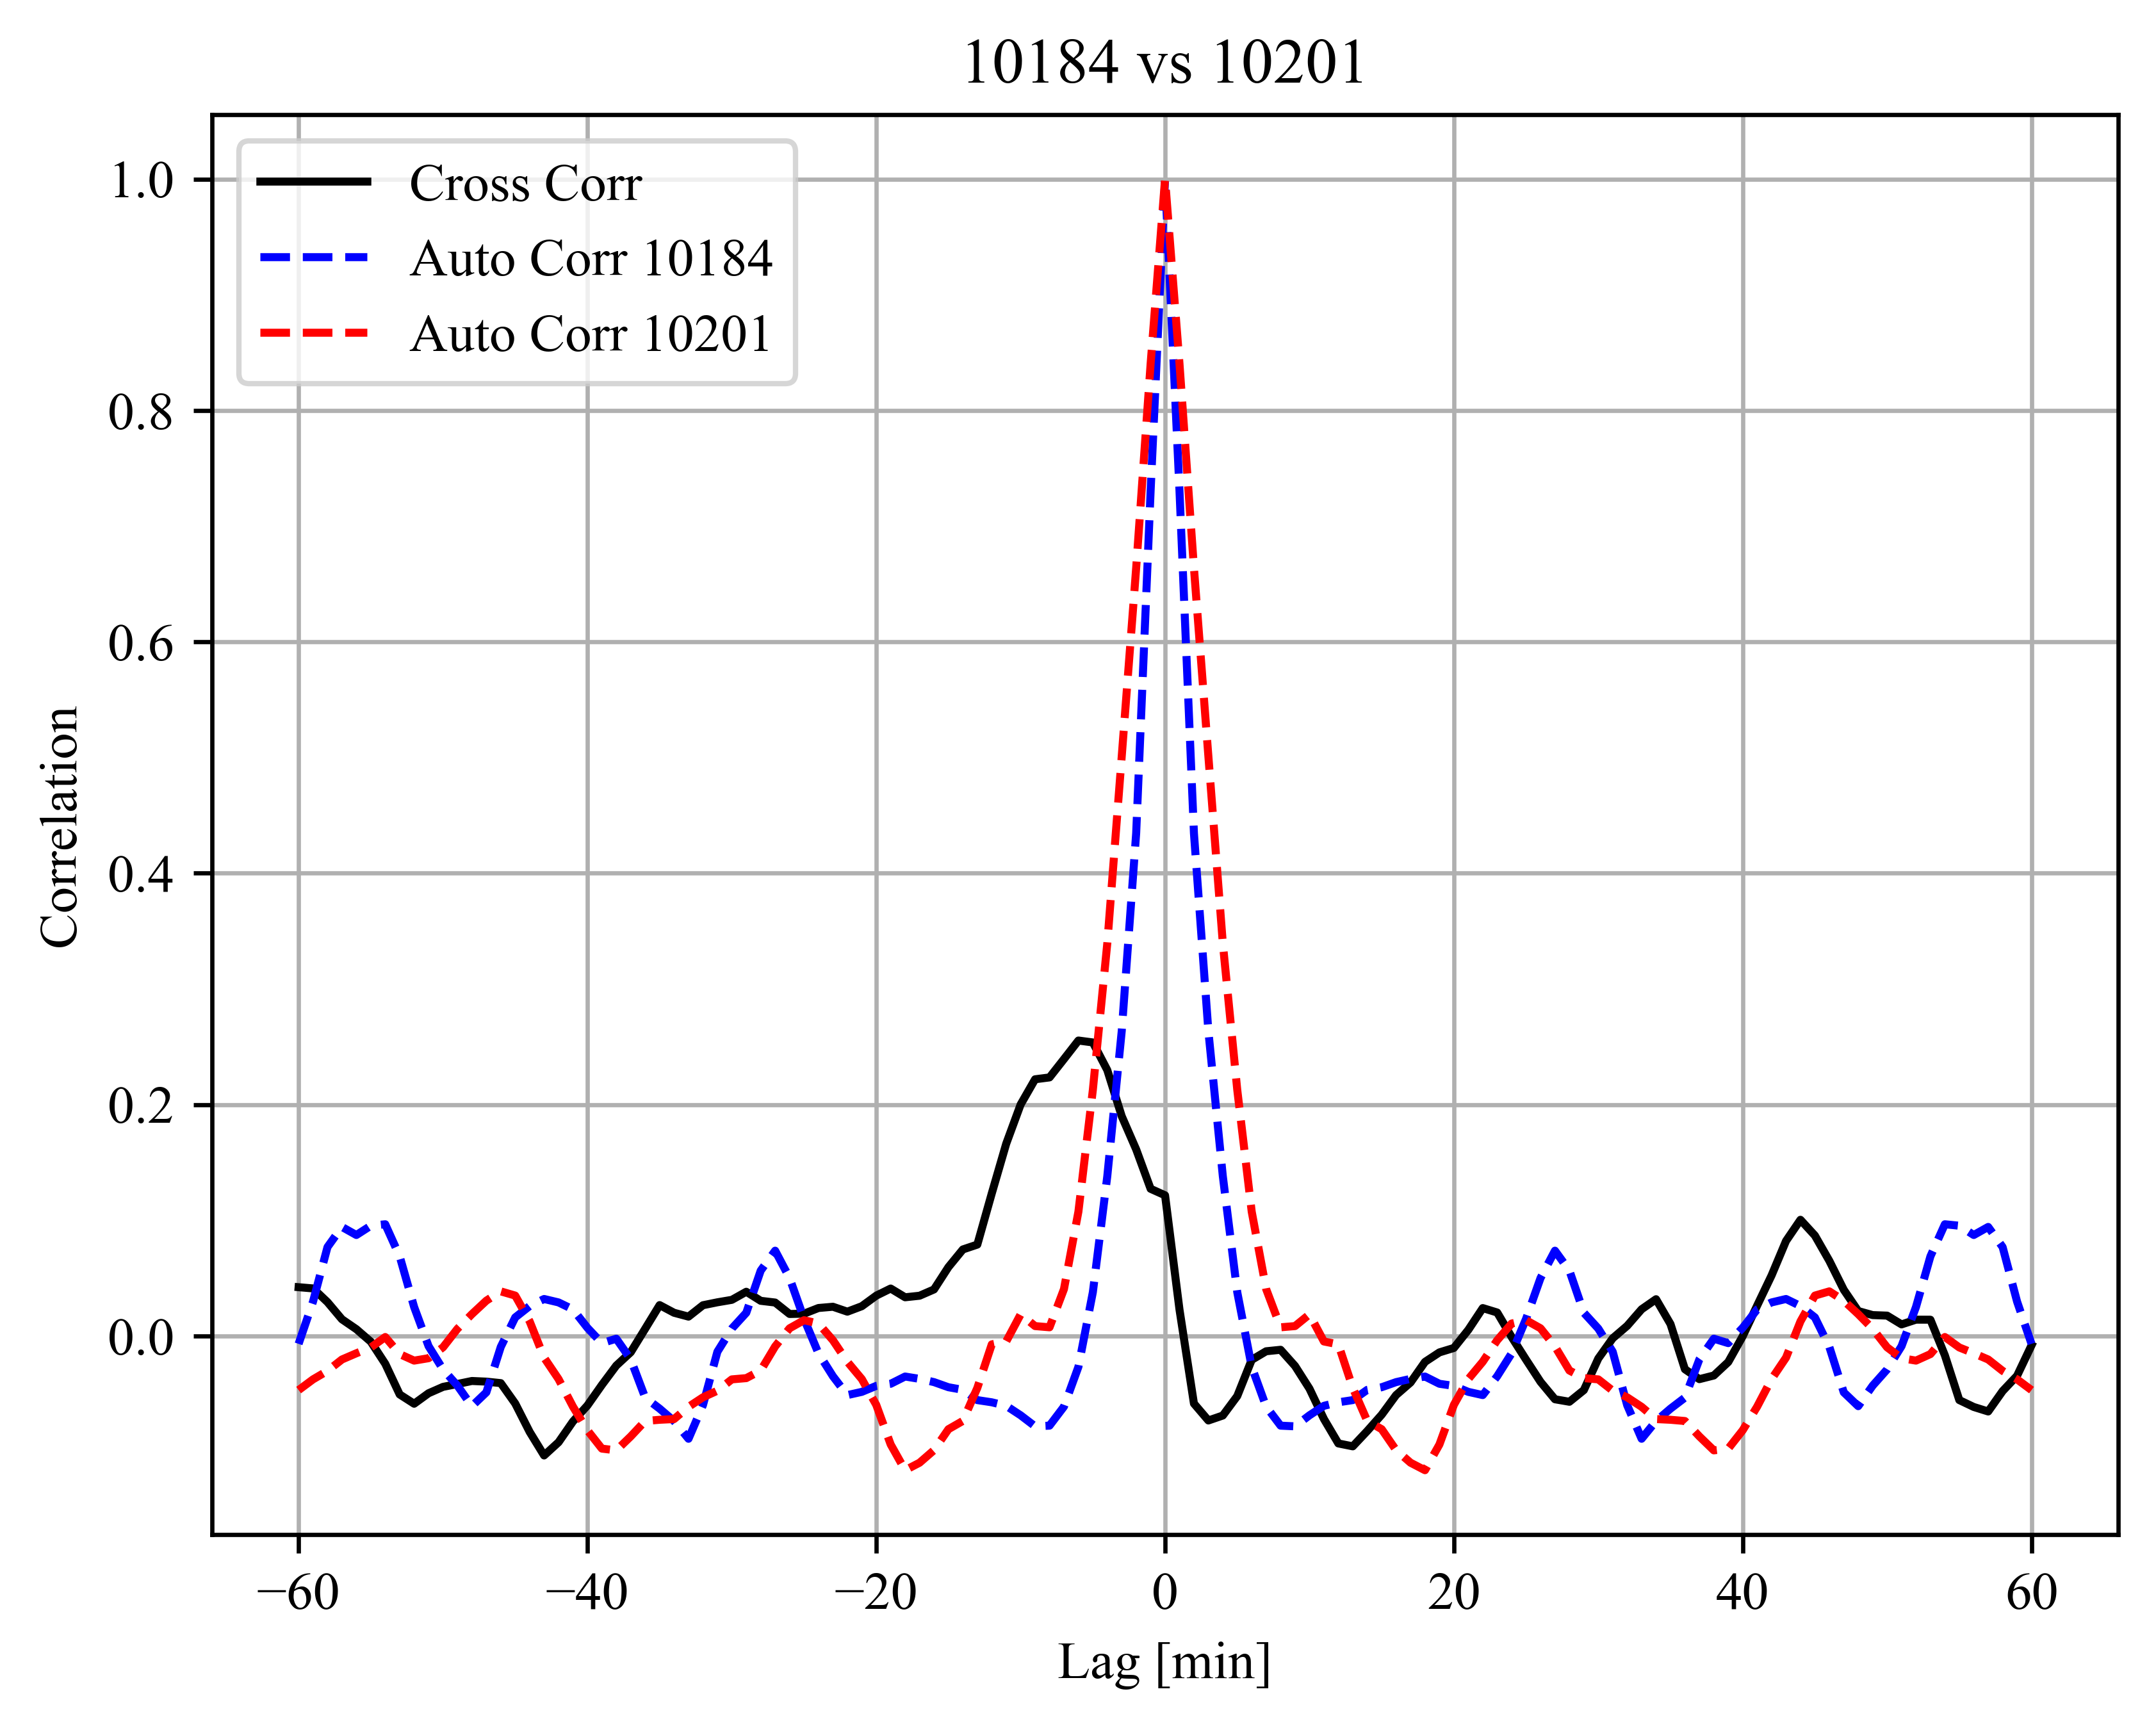 10184 vs 10201
Cross Corr
Auto Corr 10184
Auto Corr 10201
1.0
0.8
0.6
0.4
0.2
0.0
Correlation
−60 −40 −20 0 20 40 60
Lag [min]